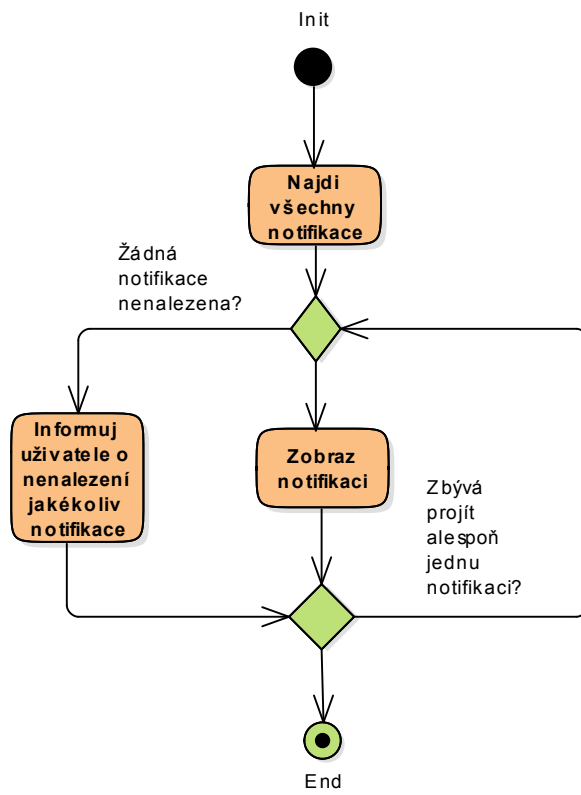 Init
Najdi
všechny
notifikace
Žádná
notifikace
nenalezena?
Informuj
uživatele o
nenalezení
jakékoliv
notifikace
Zobraz
notifikaci
Zbývá
projít
alespoň
jednu
notifikaci?
End